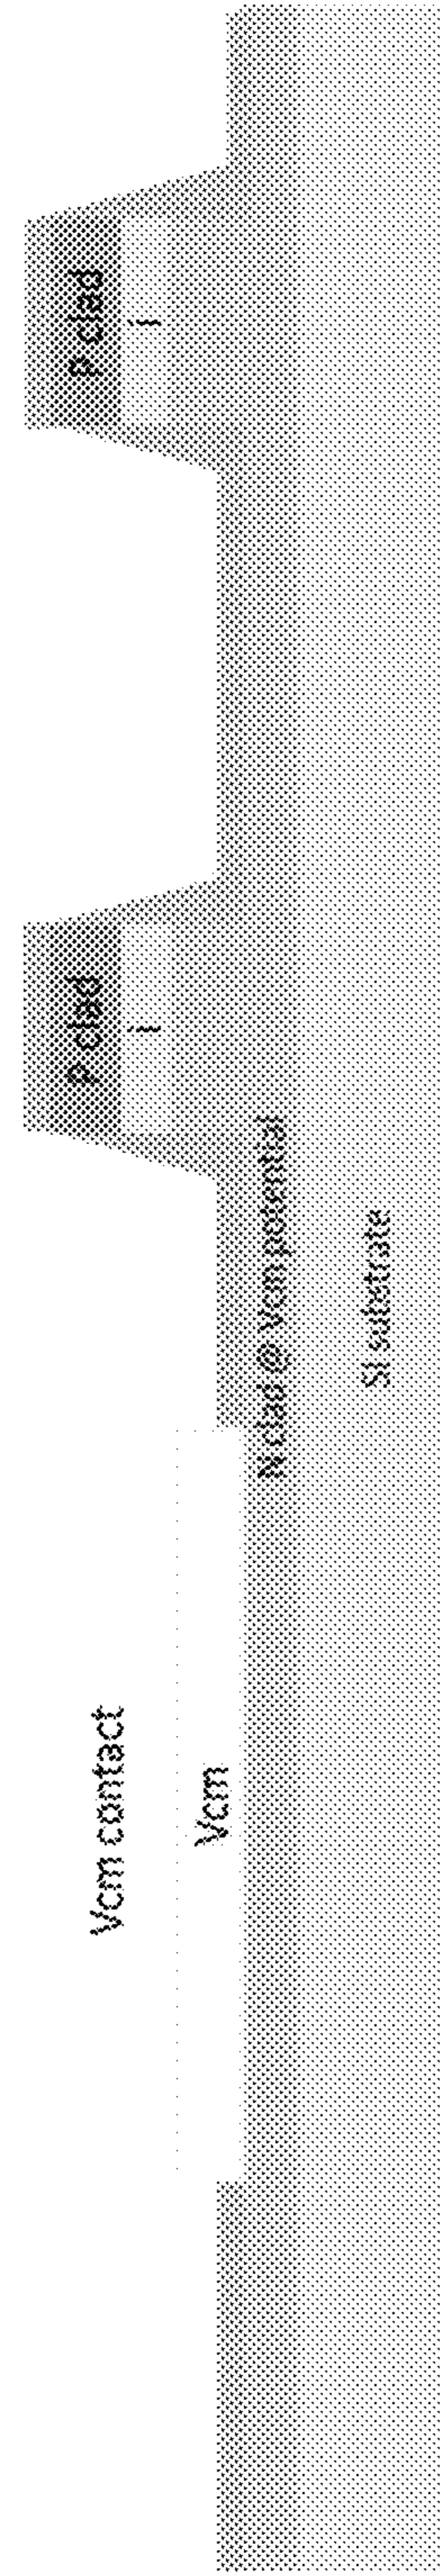 Vcm contact
Vcm
N clad @ Vcm potential
SI substrate
P clad
i
P clad
i